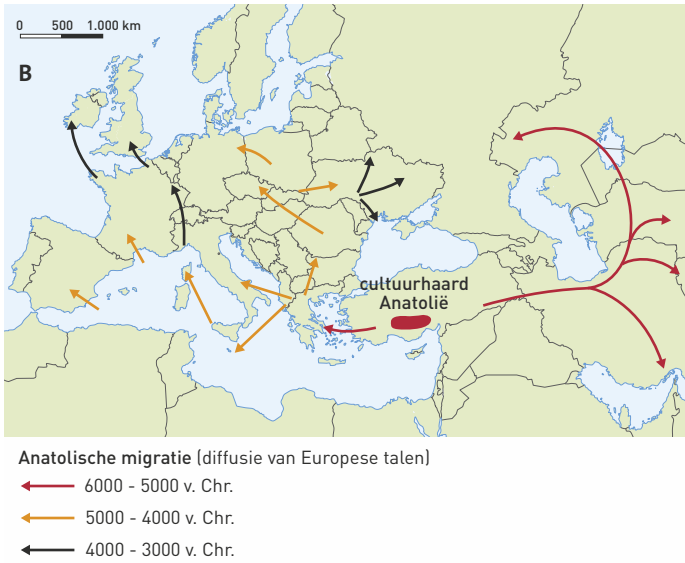 0 500 1.000 km
B
cultuurhaard
Anatolië
Anatolische migratie (diffusie van Europese talen)
6000 - 5000 v. Chr.
5000 - 4000 v. Chr.
4000 - 3000 v. Chr.